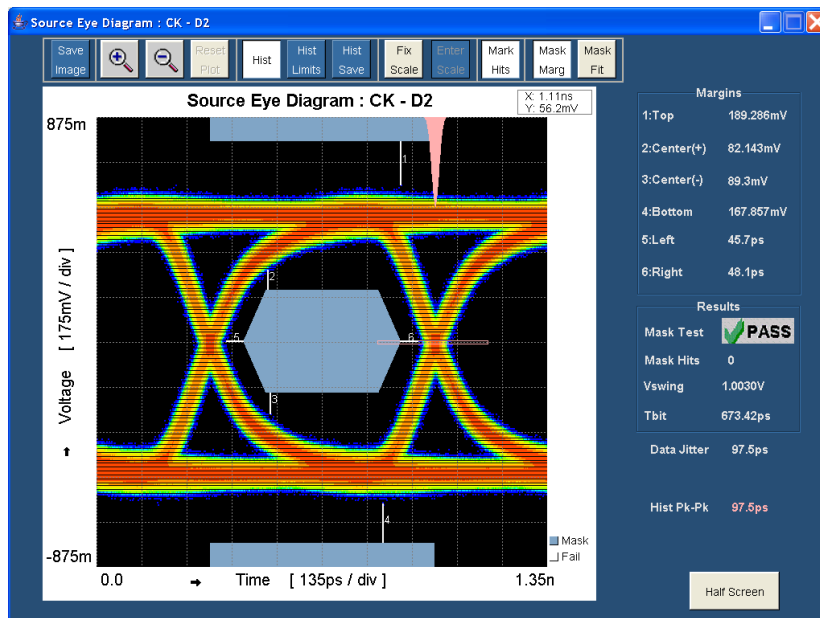 Source Eye Diagram : CK - D2
Save Image
Reset Plot
Hist
Hist Limits
Hist Save
Fix Scale
Enter Scale
Mark Hits
Mask Marg
Mask Fit
Source Eye Diagram : CK - D2
X: 1.11ns
Y: 56.2mV
875m
Voltage [ 175mV / div ]
-875m
1
2
3
4
5
6
Mask
Fail
0.0
Time [ 135ps / div ]
1.35n
Margins
1:Top 189.286mV
2:Center(+) 82.143mV
3:Center(-) 89.3mV
4:Bottom 167.857mV
5:Left 45.7ps
6:Right 48.1ps
Results
Mask Test PASS
Mask Hits 0
Vswing 1.0030V
Tbit 673.42ps
Data Jitter 97.5ps
Hist Pk-Pk 97.5ps
Half Screen